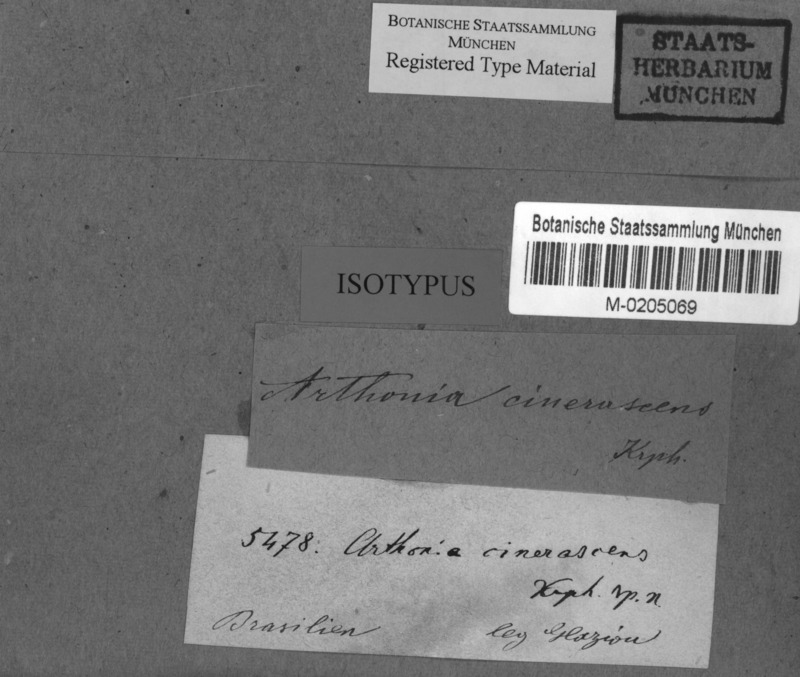 BOTANISCHE STAATSSAMMLUNG
MÜNCHEN
Registered Type Material
STAATS-
HERBARIUM
MÜNCHEN
Botanische Staatssammlung München
M-0205069
ISOTYPUS
Arthonia cinerascens
Krph.
5478. Arthonia cinerascens
Krph. sp. n.
Brasilien leg Glaziou